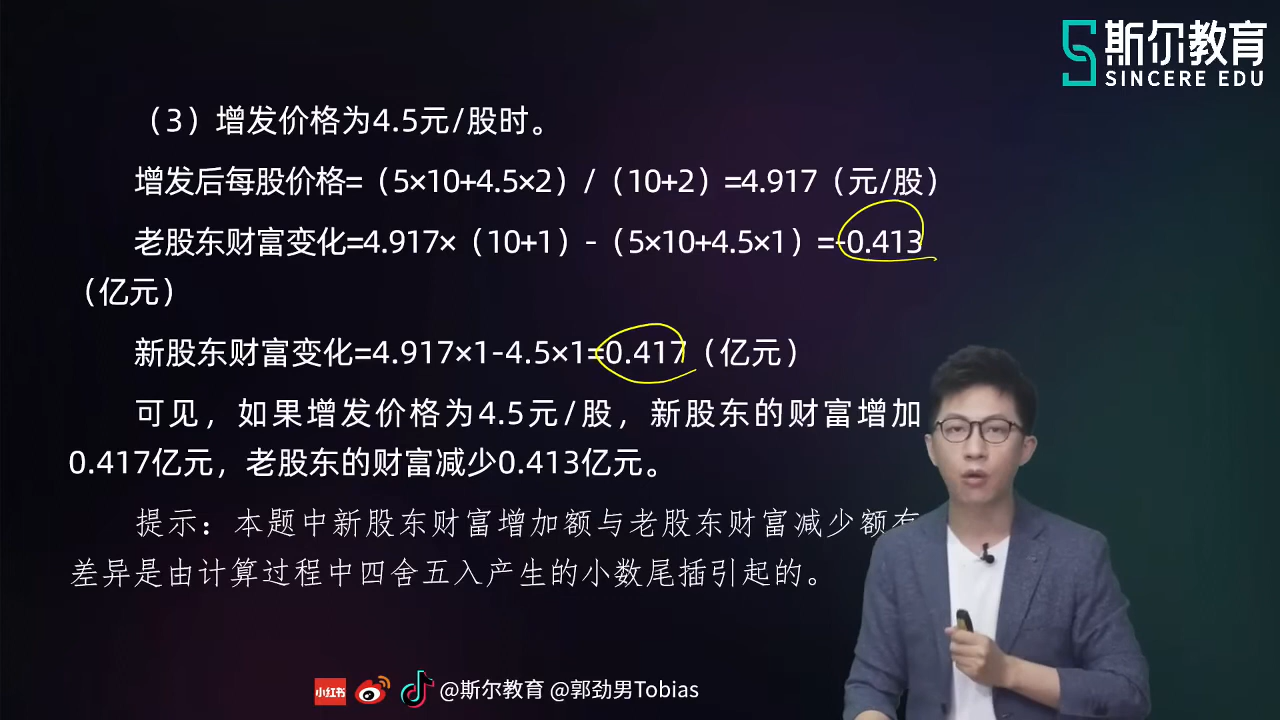 斯尔教育
SINCERE EDU
（3）增发价格为4.5元/股时。
增发后每股价格=（5×10+4.5×2）/（10+2）=4.917（元/股）
老股东财富变化=4.917×（10+1）-（5×10+4.5×1）=-0.413
（亿元）
新股东财富变化=4.917×1-4.5×1=0.417（亿元）
可见，如果增发价格为4.5元/股，新股东的财富增加
0.417亿元，老股东的财富减少0.413亿元。
提示：本题中新股东财富增加额与老股东财富减少额有
差异是由计算过程中四舍五入产生的小数尾插引起的。
小红书 @斯尔教育 @郭劲男Tobias